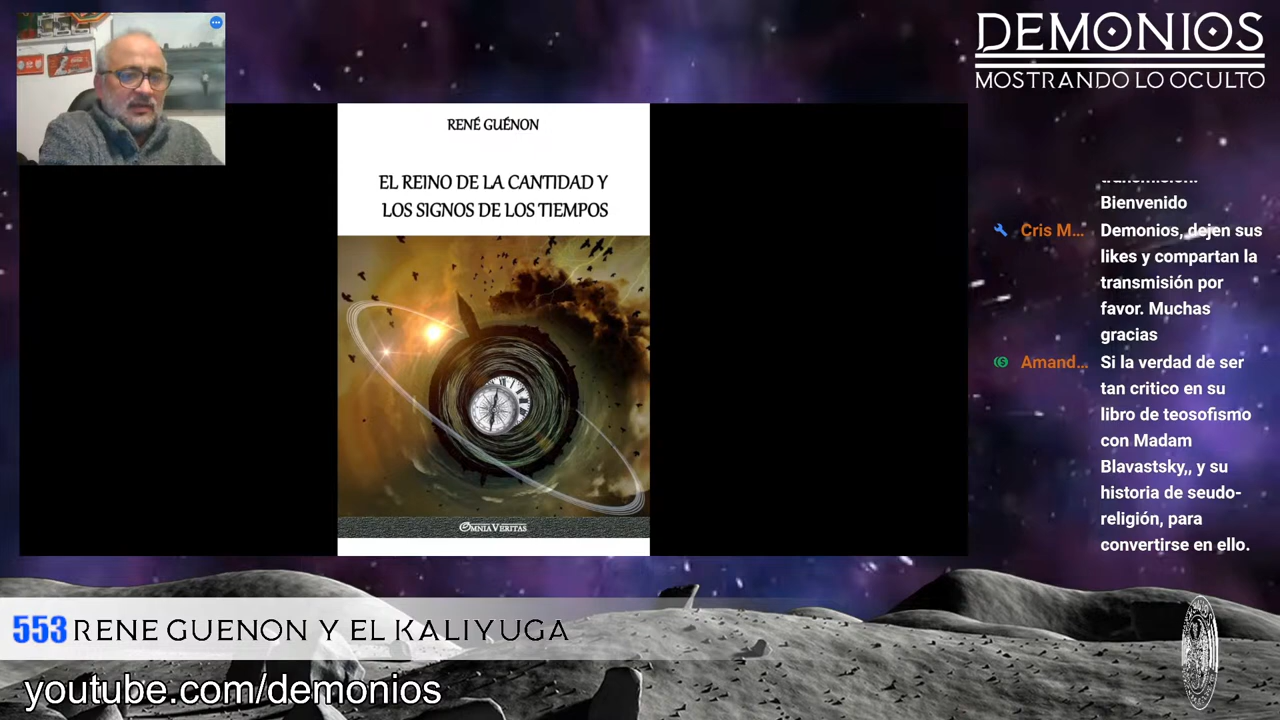 DEMONIOS
MOSTRANDO LO OCULTO
RENÉ GUÉNON
EL REINO DE LA CANTIDAD Y
LOS SIGNOS DE LOS TIEMPOS
OMNIA VERITAS
Bienvenido
Cris M... Demonios, dejen sus
likes y compartan la
transmisión por
favor. Muchas
gracias
Amand... Si la verdad de ser
tan critico en su
libro de teosofismo
con Madam
Blavastsky,, y su
historia de seudo-
religión, para
convertirse en ello.
553 RENE GUENON Y EL KALIYUGA
youtube.com/demonios